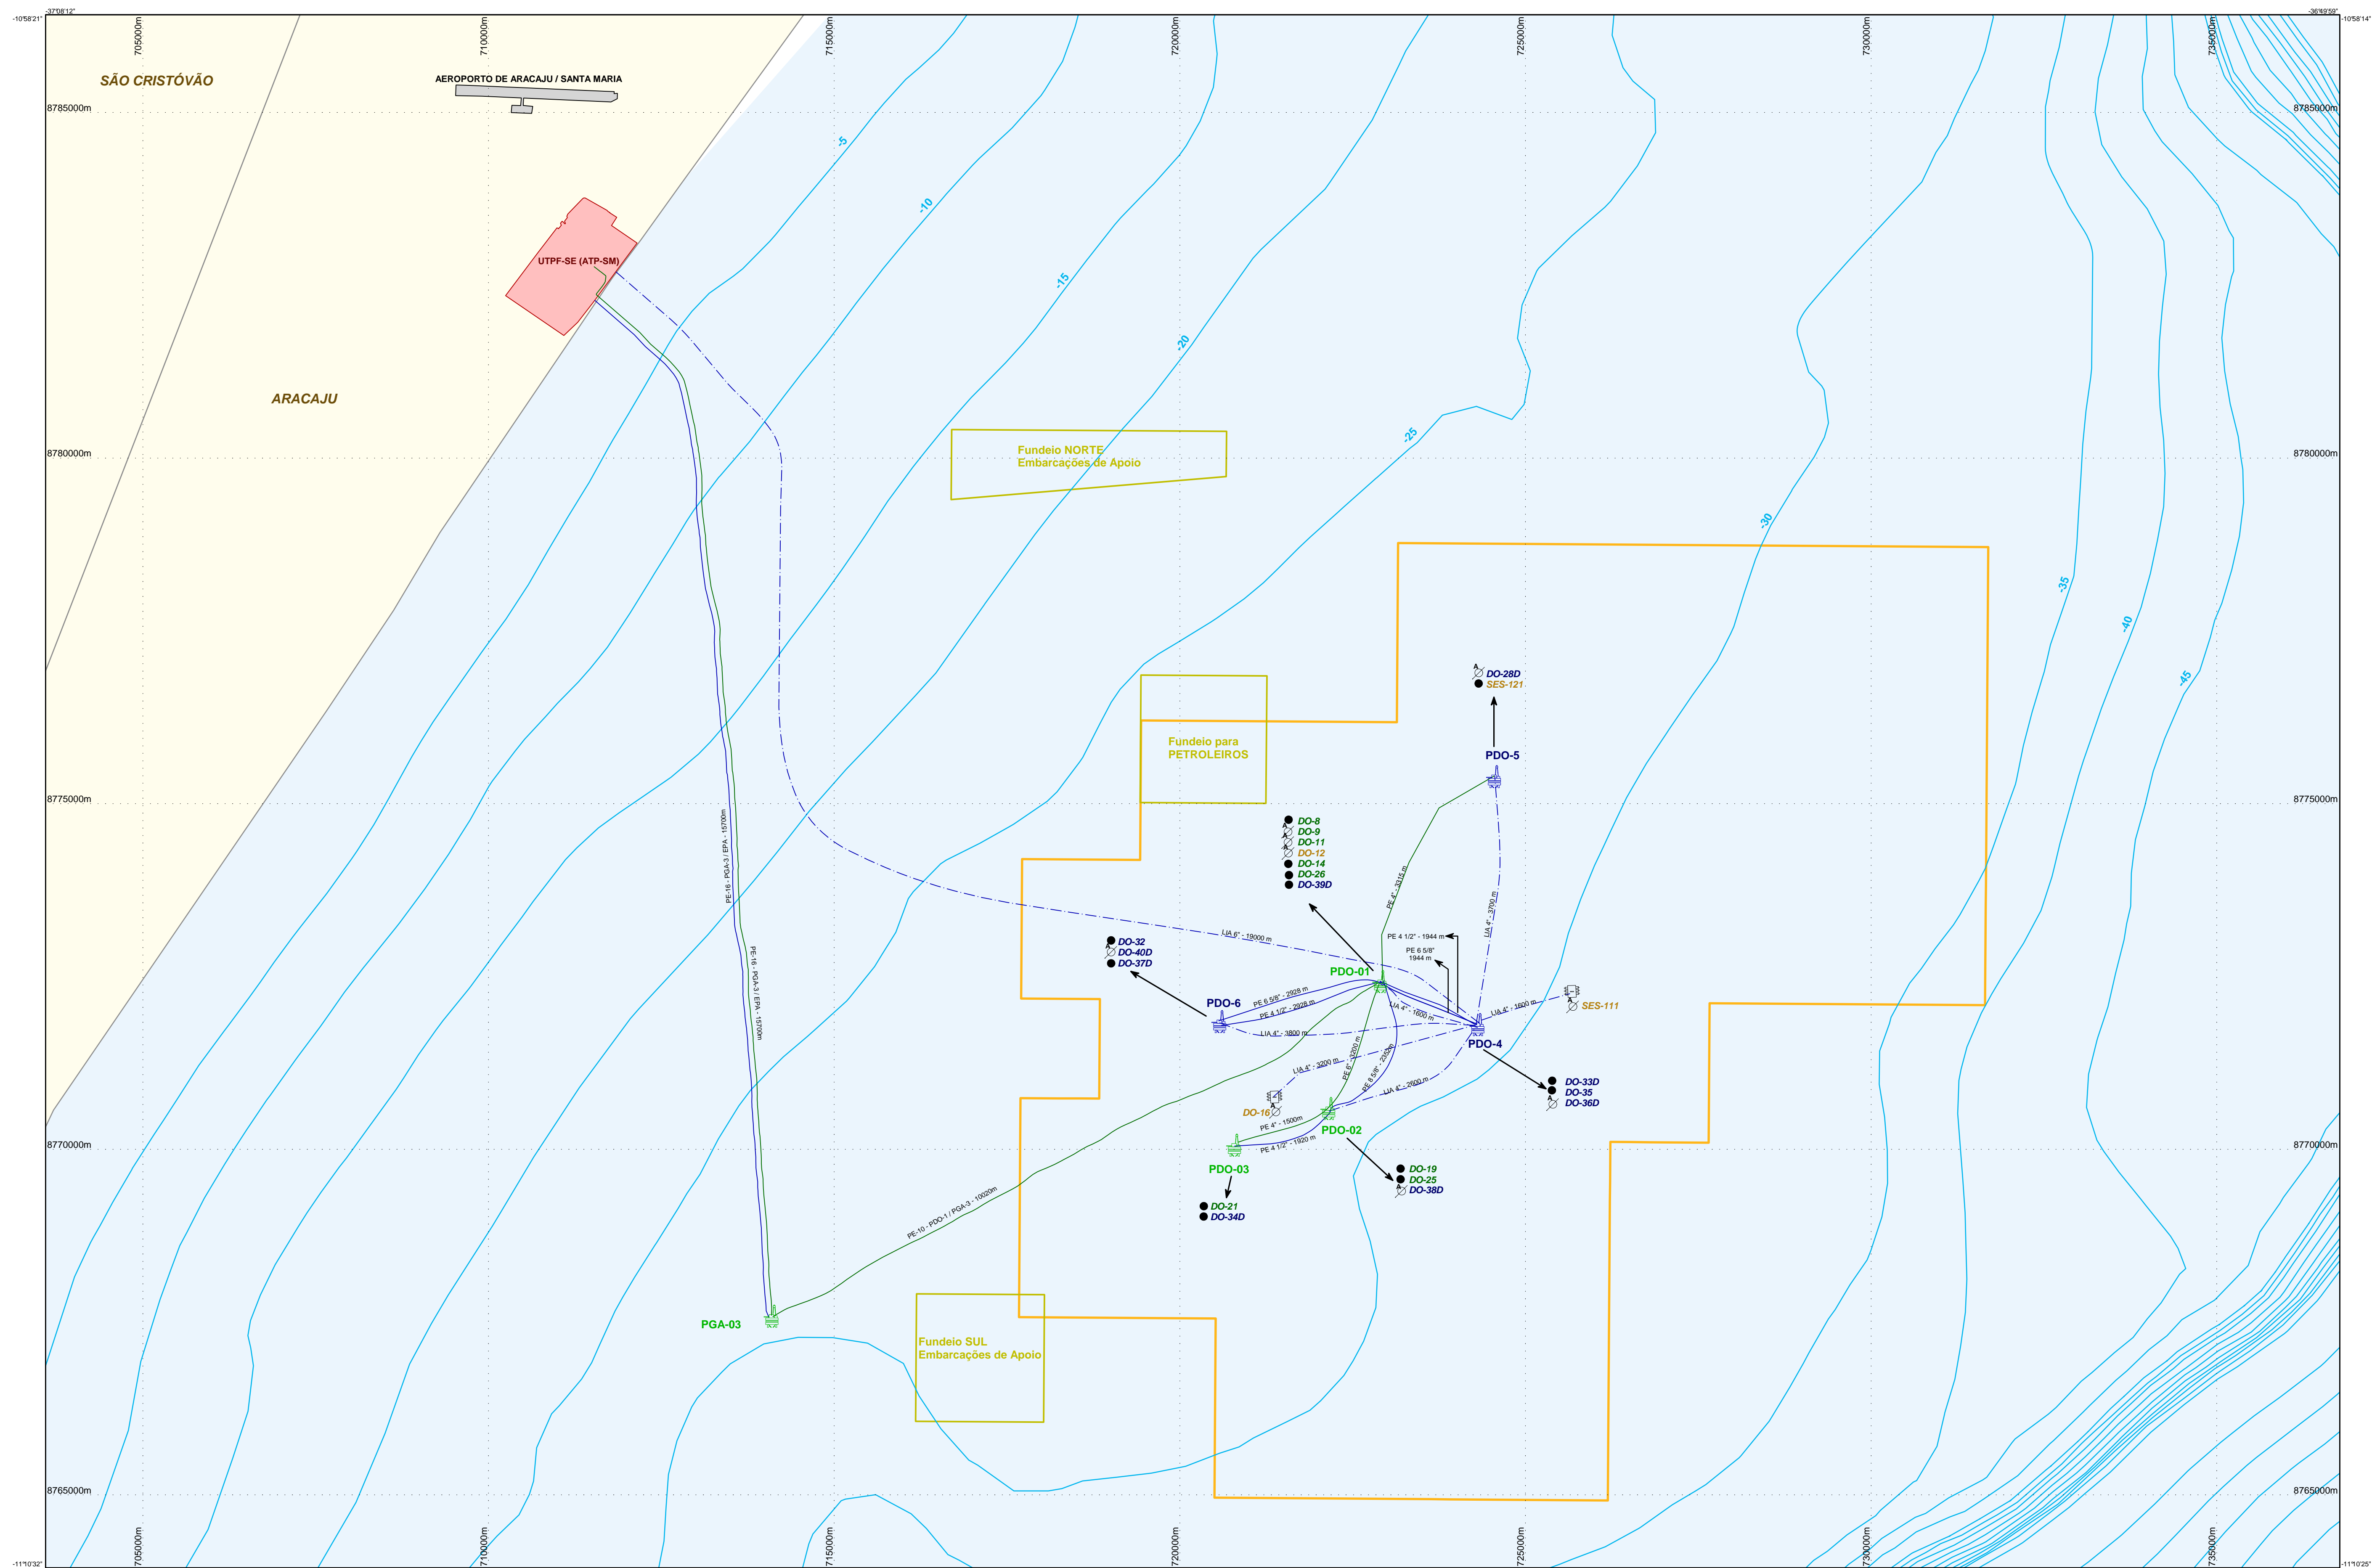 -37°08'12"
-36°49'59"
-10°58'21"
-10°58'14"
705000m
710000m
715000m
720000m
725000m
730000m
735000m
SÃO CRISTÓVÃO
AEROPORTO DE ARACAJU / SANTA MARIA
8785000m
8785000m
-5
-10
-15
-20
-25
-30
-35
-40
-45
UTPF-SE (ATP-SM)
ARACAJU
8780000m
8780000m
Fundeio NORTE
Embarcações de Apoio
A
DO-28D
SES-121
Fundeio para
PETROLEIROS
PDO-5
8775000m
8775000m
PE-16 - PGA-3 / EPA - 15700m
PE-16 - PGA-3 / EPA - 15700m
DO-8
A
DO-9
A
DO-11
A
DO-12
DO-14
DO-26
DO-39D
PE 4" - 3315 m
LIA 4" - 3700 m
LIA 6" - 19000 m
PE 4 1/2" - 1944 m
PE 6 5/8"
1944 m
DO-32
A
DO-40D
DO-37D
PDO-01
PDO-6
PE 6 5/8" - 2928 m
PE 4 1/2" - 2928 m
LIA 4" - 1600 m
LIA 4" - 1600 m
A
SES-111
LIA 4" - 3800 m
PDO-4
LIA 4" - 3200 m
PE 6" - 3200 m
PE 8 5/8" - 2352m
LIA 4" - 2600 m
DO-33D
DO-35
A
DO-36D
A
DO-16
PE 4" - 1500m
PE 4 1/2" - 1920 m
PDO-02
8770000m
8770000m
PDO-03
DO-19
DO-25
A
DO-38D
DO-21
DO-34D
PE-10 - PDO-1 / PGA-3 - 10020m
PGA-03
Fundeio SUL
Embarcações de Apoio
8765000m
8765000m
705000m
710000m
715000m
720000m
725000m
730000m
735000m
-11°10'32"
-11°10'25"